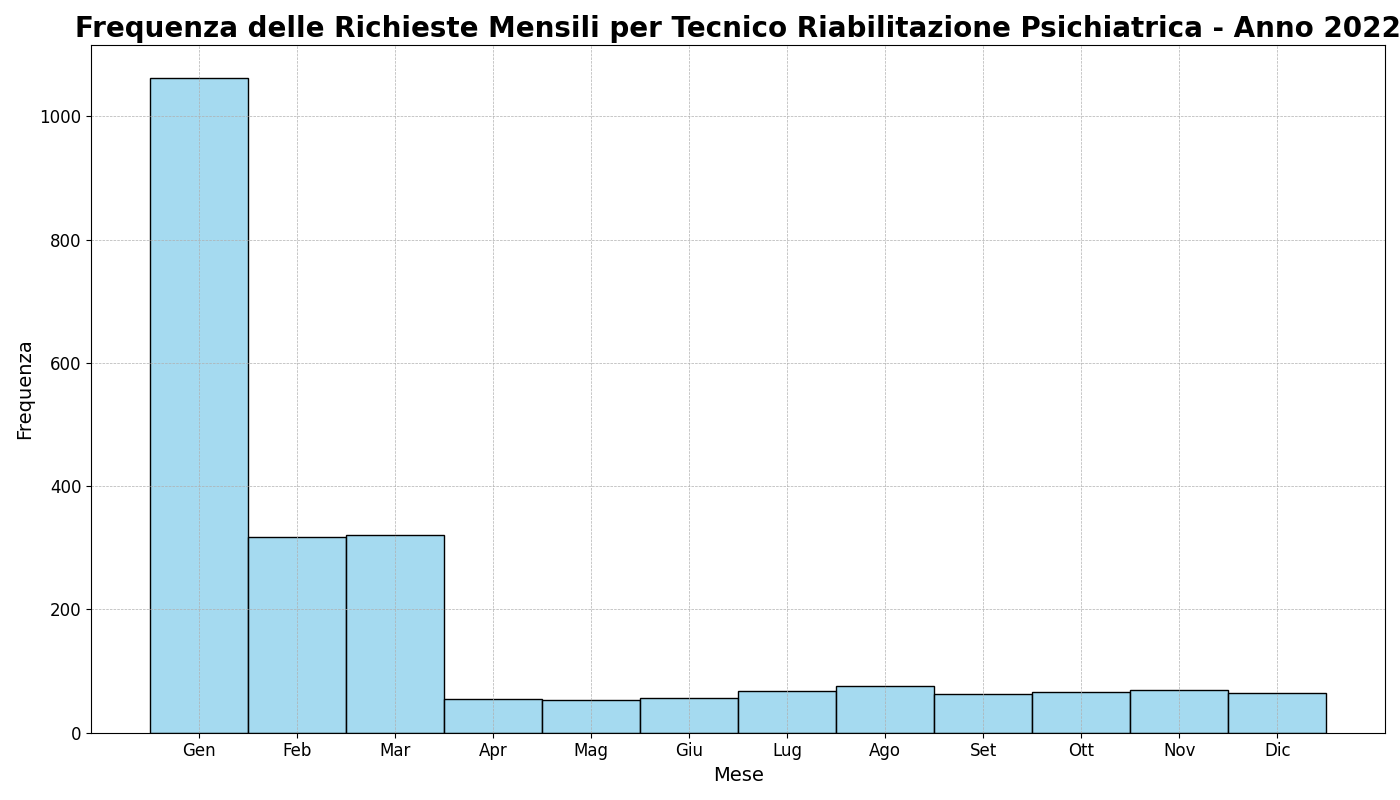 Frequenza delle Richieste Mensili per Tecnico Riabilitazione Psichiatrica - Anno 2022
1000
800
600
400
200
0
Frequenza
Gen Feb Mar Apr Mag Giu Lug Ago Set Ott Nov Dic
Mese